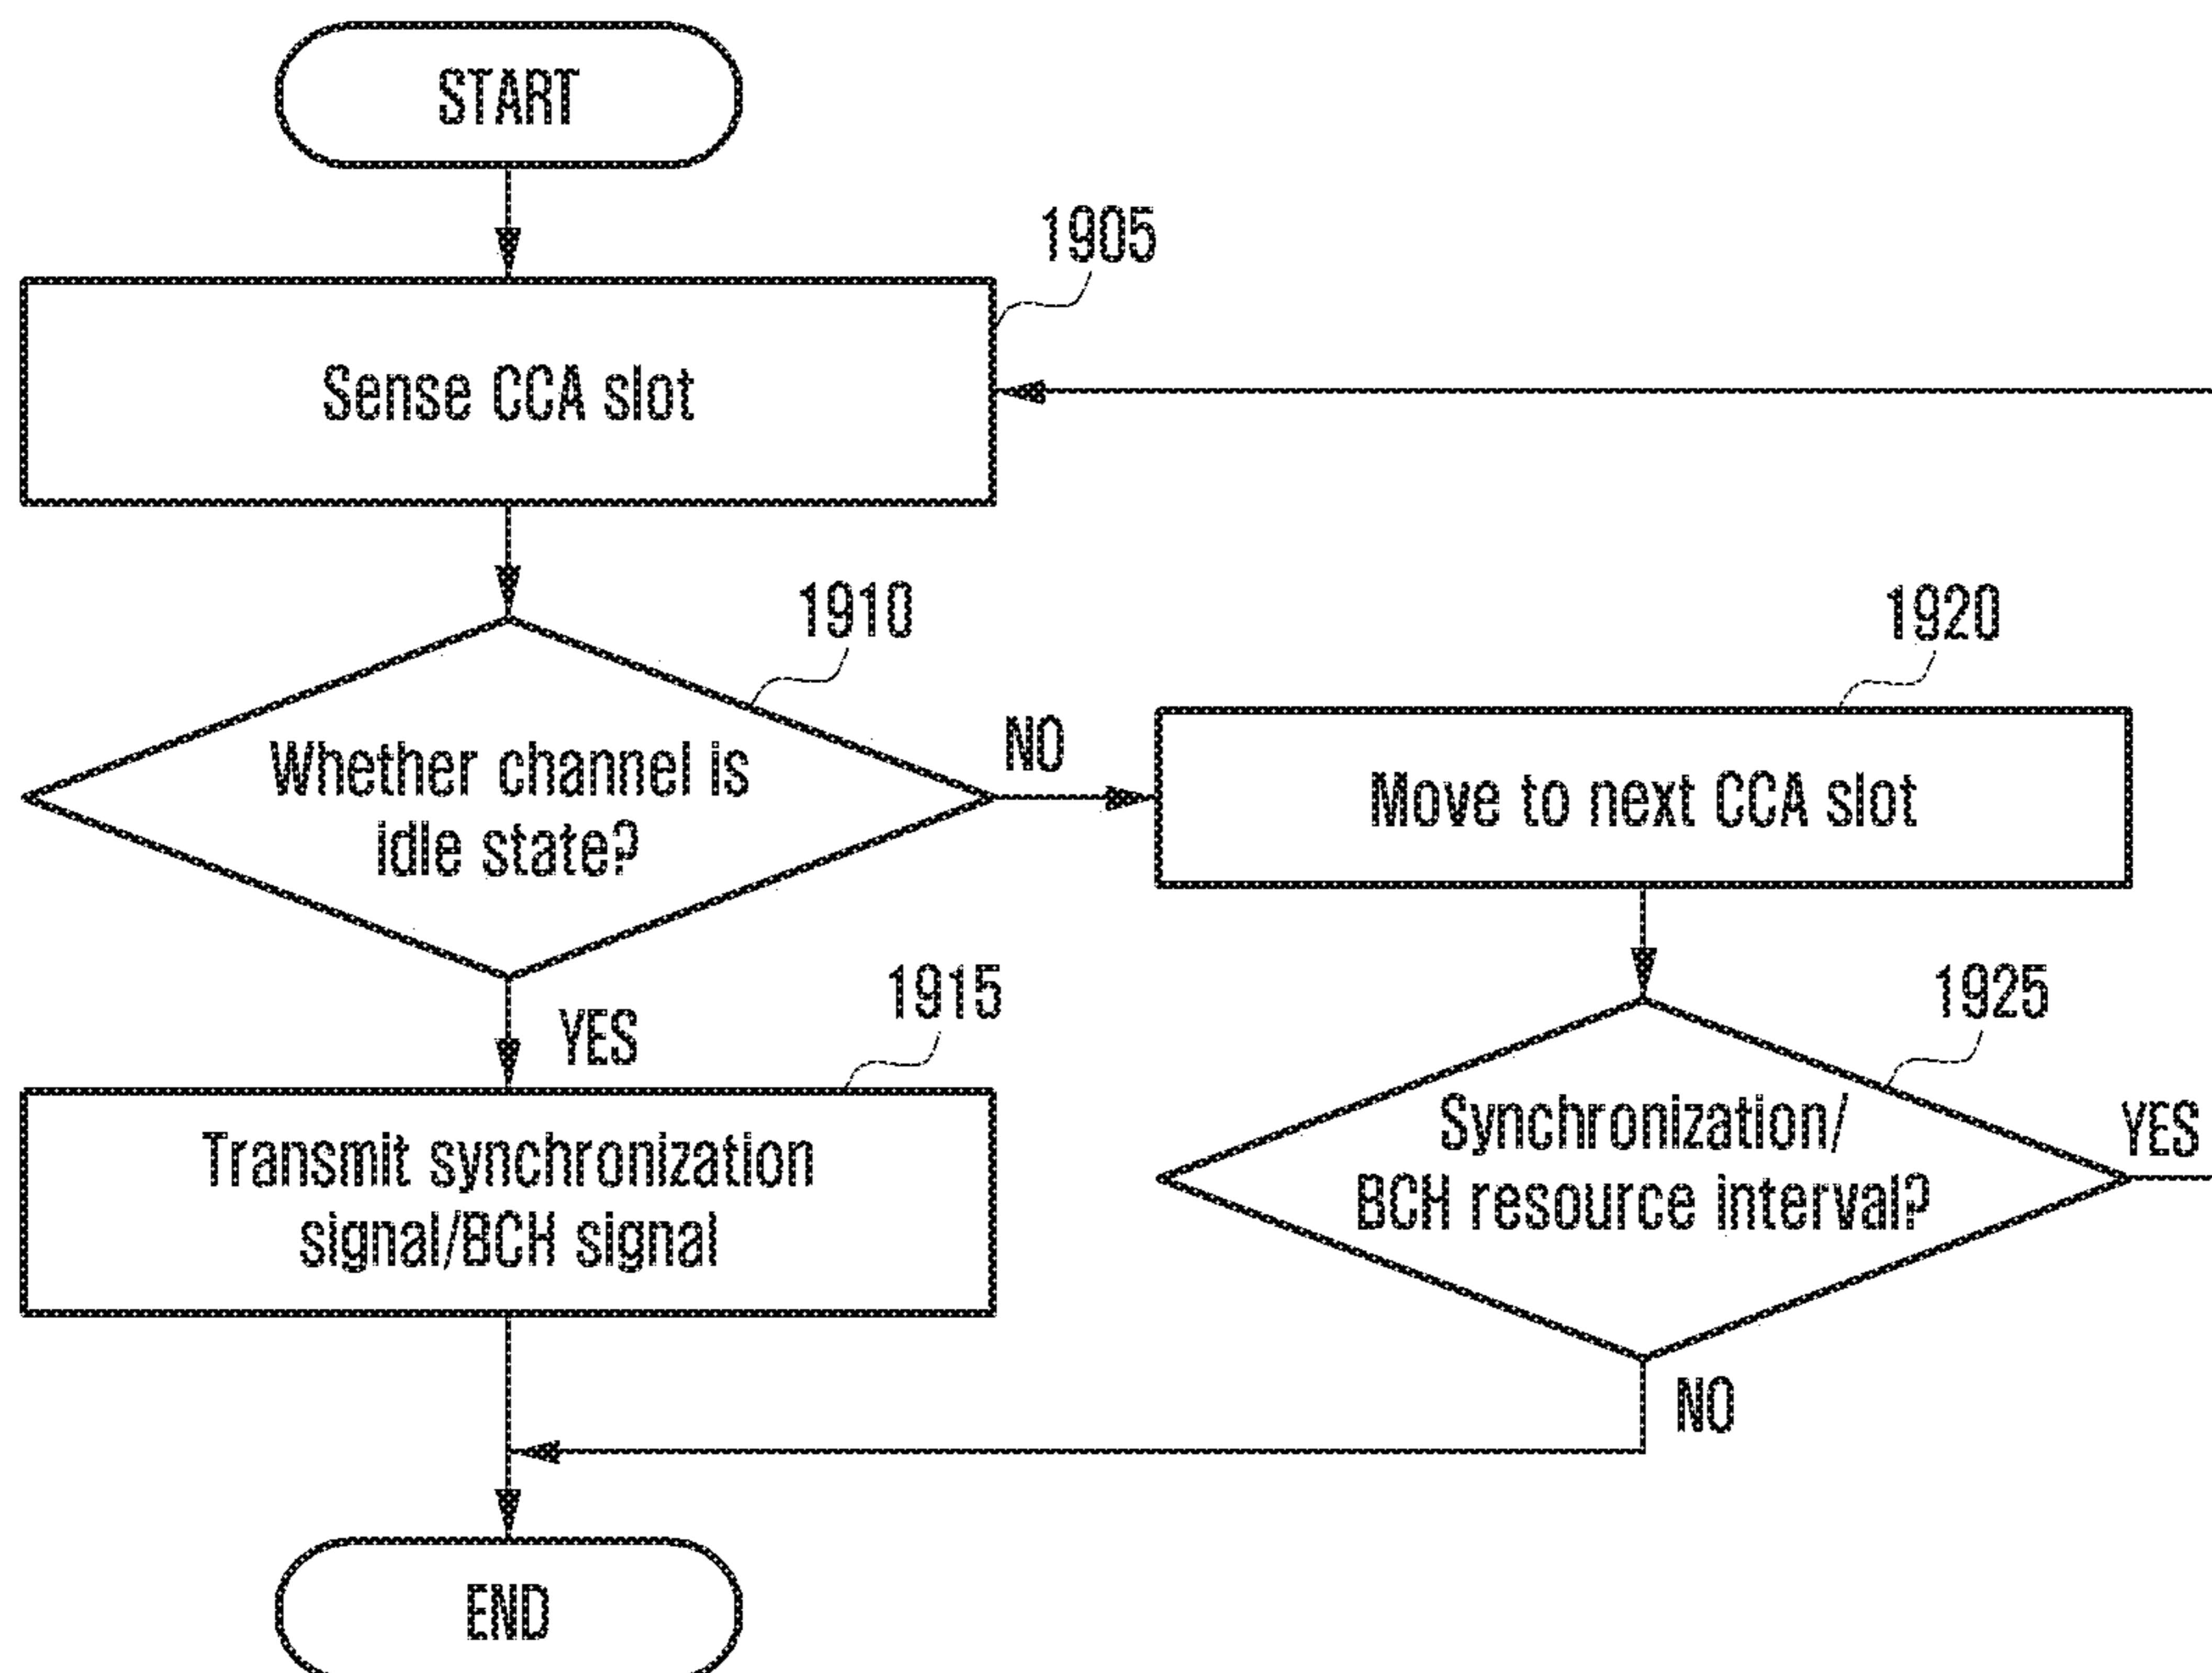 START
1905
Sense CCA slot
1910
Whether channel is
idle state?
NO
1920
Move to next CCA slot
YES
1915
Transmit synchronization
signal/BCH signal
1925
Synchronization/
BCH resource interval?
YES
NO
END